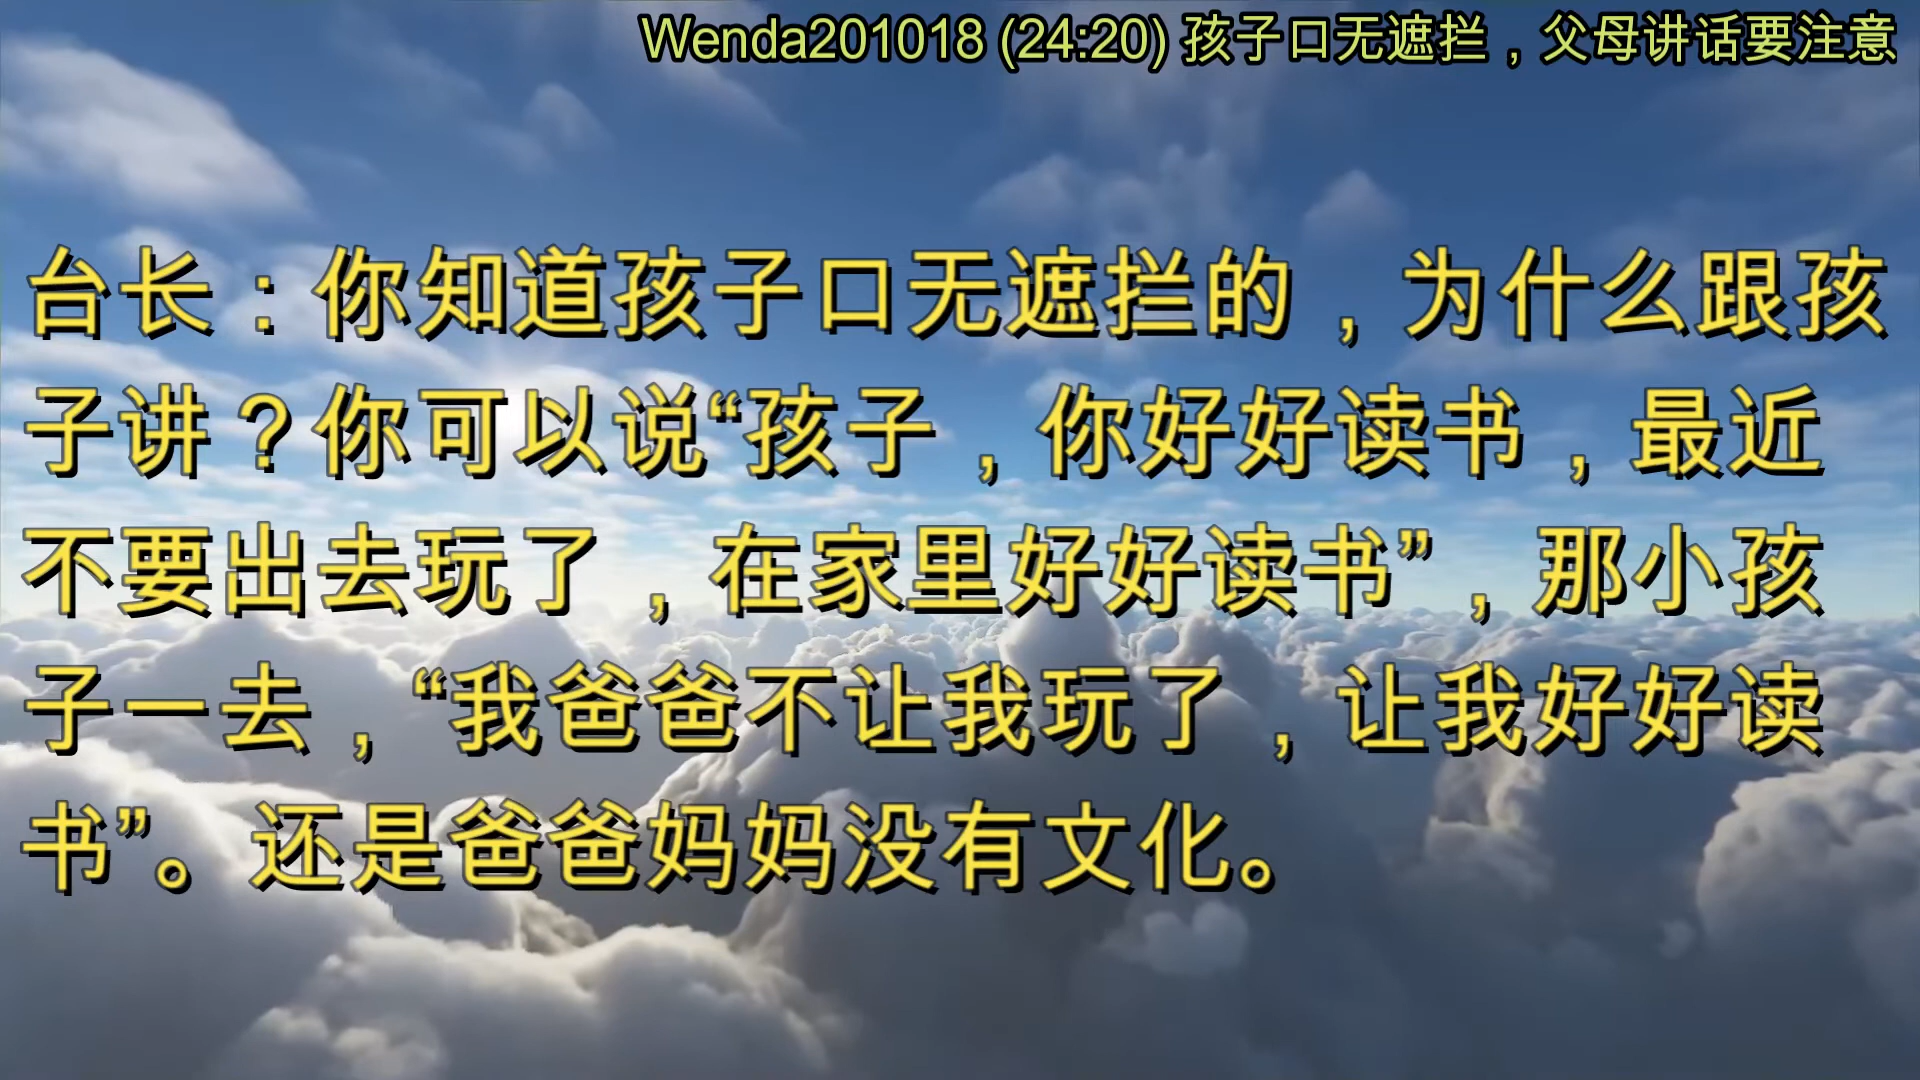 Wenda201018 (24:20) 孩子口无遮拦，父母讲话要注意
台长：你知道孩子口无遮拦的，为什么跟孩
子讲？你可以说“孩子，你好好读书，最近
不要出去玩了，在家里好好读书”，那小孩
子一去，“我爸爸不让我玩了，让我好好读
书”。还是爸爸妈妈没有文化。